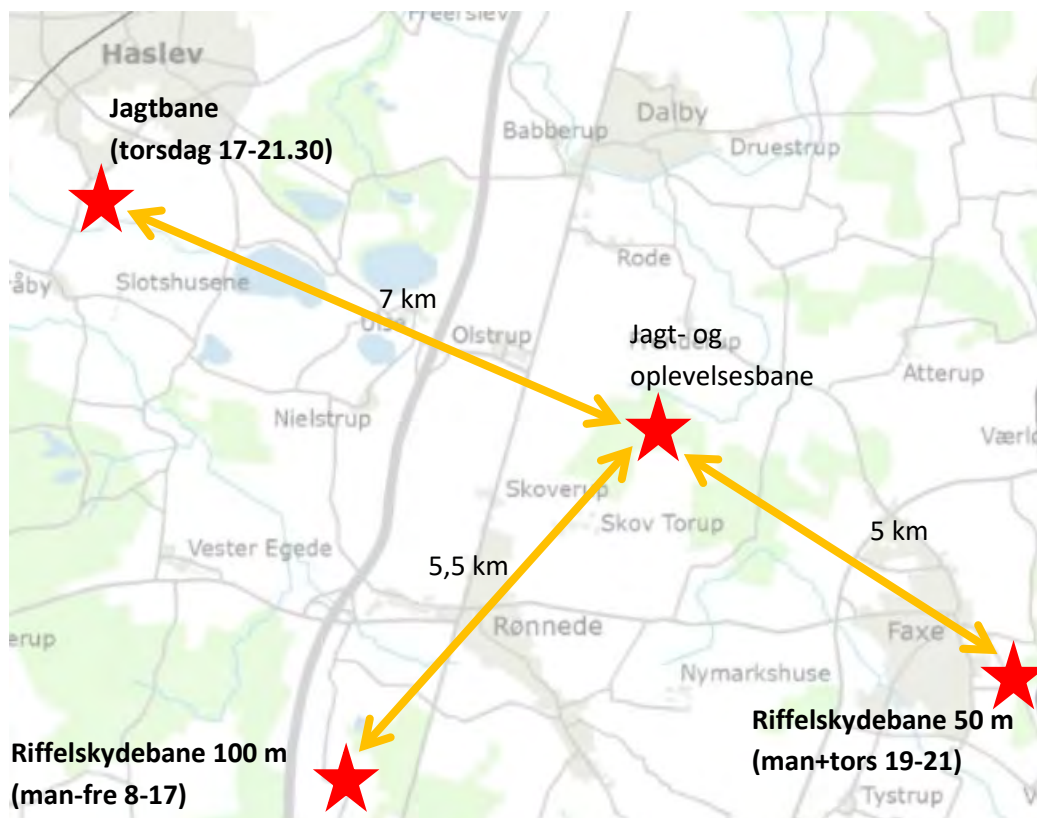 Freerslev
Haslev
Jagtbane
(torsdag 17-21.30)
Dalby
Babberup
Druestrup
Rode
Slotshusene
7 km
Ulse
Olstrup
Jagt- og
oplevelsesbane
Atterup
Nielstrup
Skoverup
Skov Torup
5 km
Vester Egede
5,5 km
Rønnede
Faxe
Nymarkshuse
Riffelskydebane 50 m
(man+tors 19-21)
Riffelskydebane 100 m
(man-fre 8-17)
Tystrup